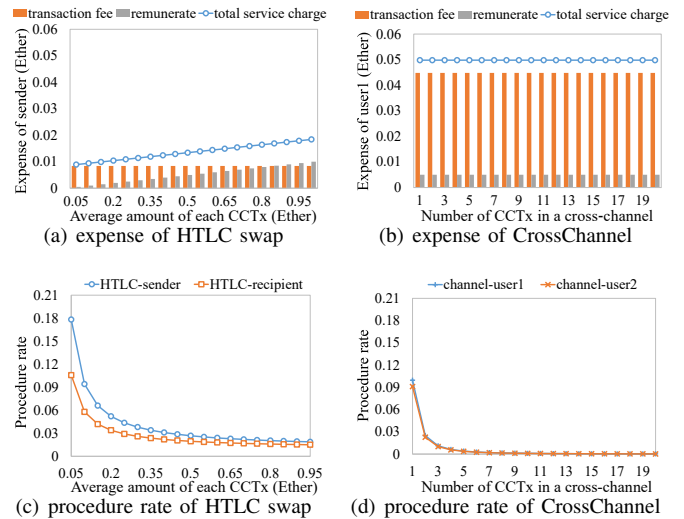 transaction fee remunerate total service charge
0.06
0.05
0.04
0.03
0.02
0.01
0
Expense of sender (Ether)
0.05 0.2 0.35 0.5 0.65 0.8 0.95
Average amount of each CCTx (Ether)
(a) expense of HTLC swap
transaction fee remunerate total service charge
0.06
0.05
0.04
0.03
0.02
0.01
0
Expense of user1 (Ether)
1 3 5 7 9 11 13 15 17 19
Number of CCTx in a cross-channel
(b) expense of CrossChannel
HTLC-sender HTLC-recipient
0.21
0.18
0.15
0.12
0.09
0.06
0.03
0.00
Procedure rate
0.05 0.2 0.35 0.5 0.65 0.8 0.95
Average amount of each CCTx (Ether)
(c) procedure rate of HTLC swap
channel-user1 channel-user2
0.21
0.18
0.15
0.12
0.09
0.06
0.03
0.00
Procedure rate
1 3 5 7 9 11 13 15 17 19
Number of CCTx in a cross-channel
(d) procedure rate of CrossChannel